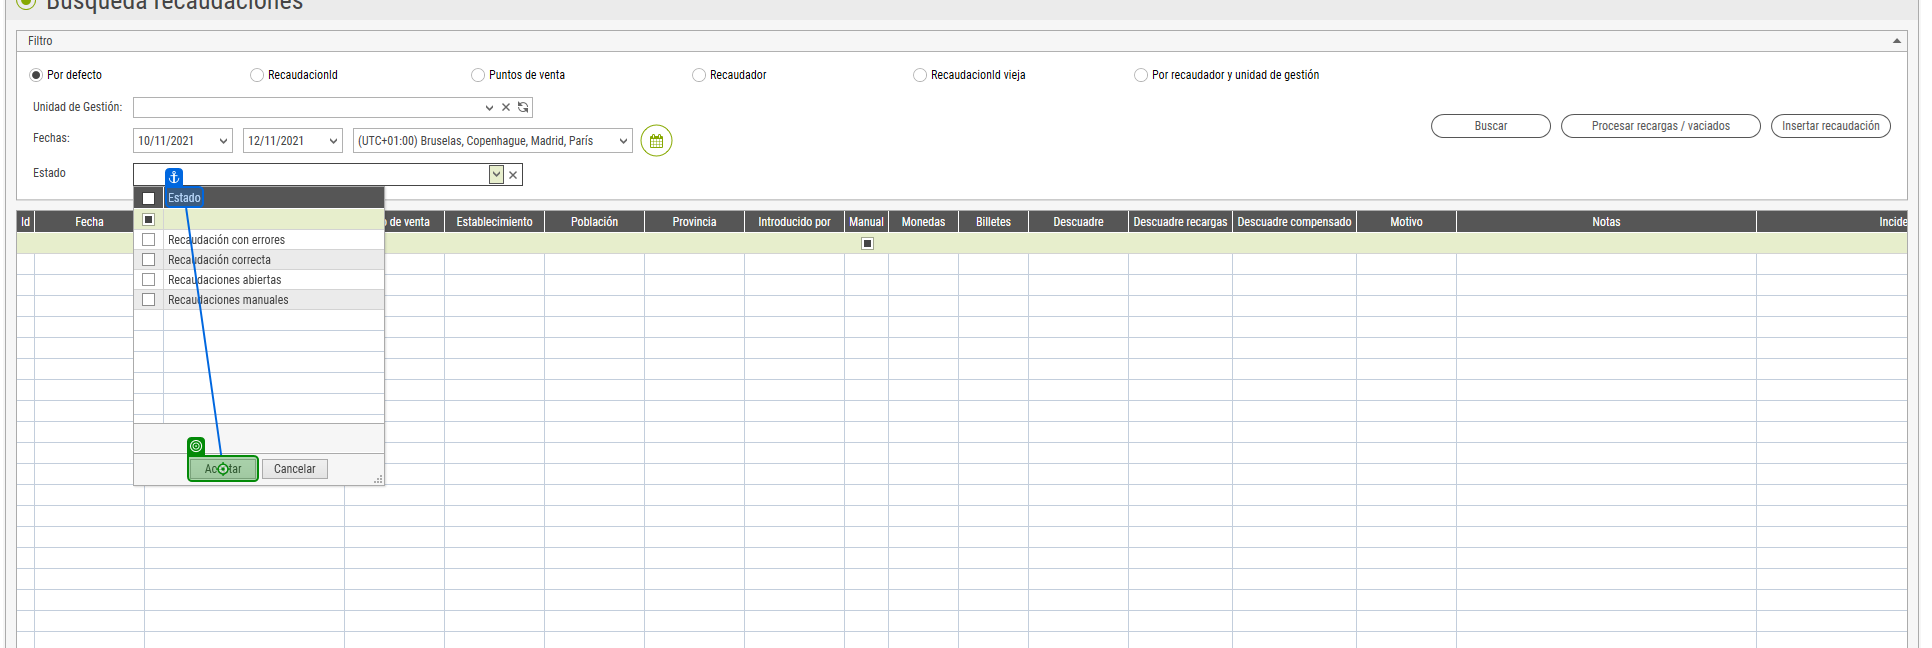 Búsqueda recaudaciones
Filtro
Por defecto RecaudacionId Puntos de venta Recaudador RecaudacionId vieja Por recaudador y unidad de gestión
Unidad de Gestión:
Fechas: 10/11/2021 12/11/2021 (UTC+01:00) Bruselas, Copenhague, Madrid, París
Buscar Procesar recargas / vaciados Insertar recaudación
Estado
Estado
Id Fecha de venta Establecimiento Población Provincia Introducido por Manual Monedas Billetes Descuadre Descuadre recargas Descuadre compensado Motivo Notas Incide
Recaudación con errores
Recaudación correcta
Recaudaciones abiertas
Recaudaciones manuales
Aceptar Cancelar